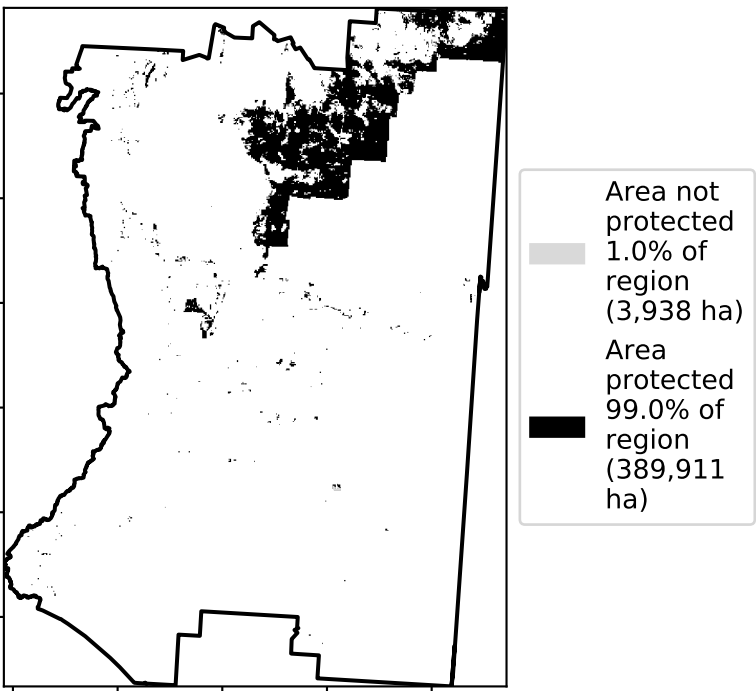 Area not
protected
1.0% of
region
(3,938 ha)
Area
protected
99.0% of
region
(389,911
ha)